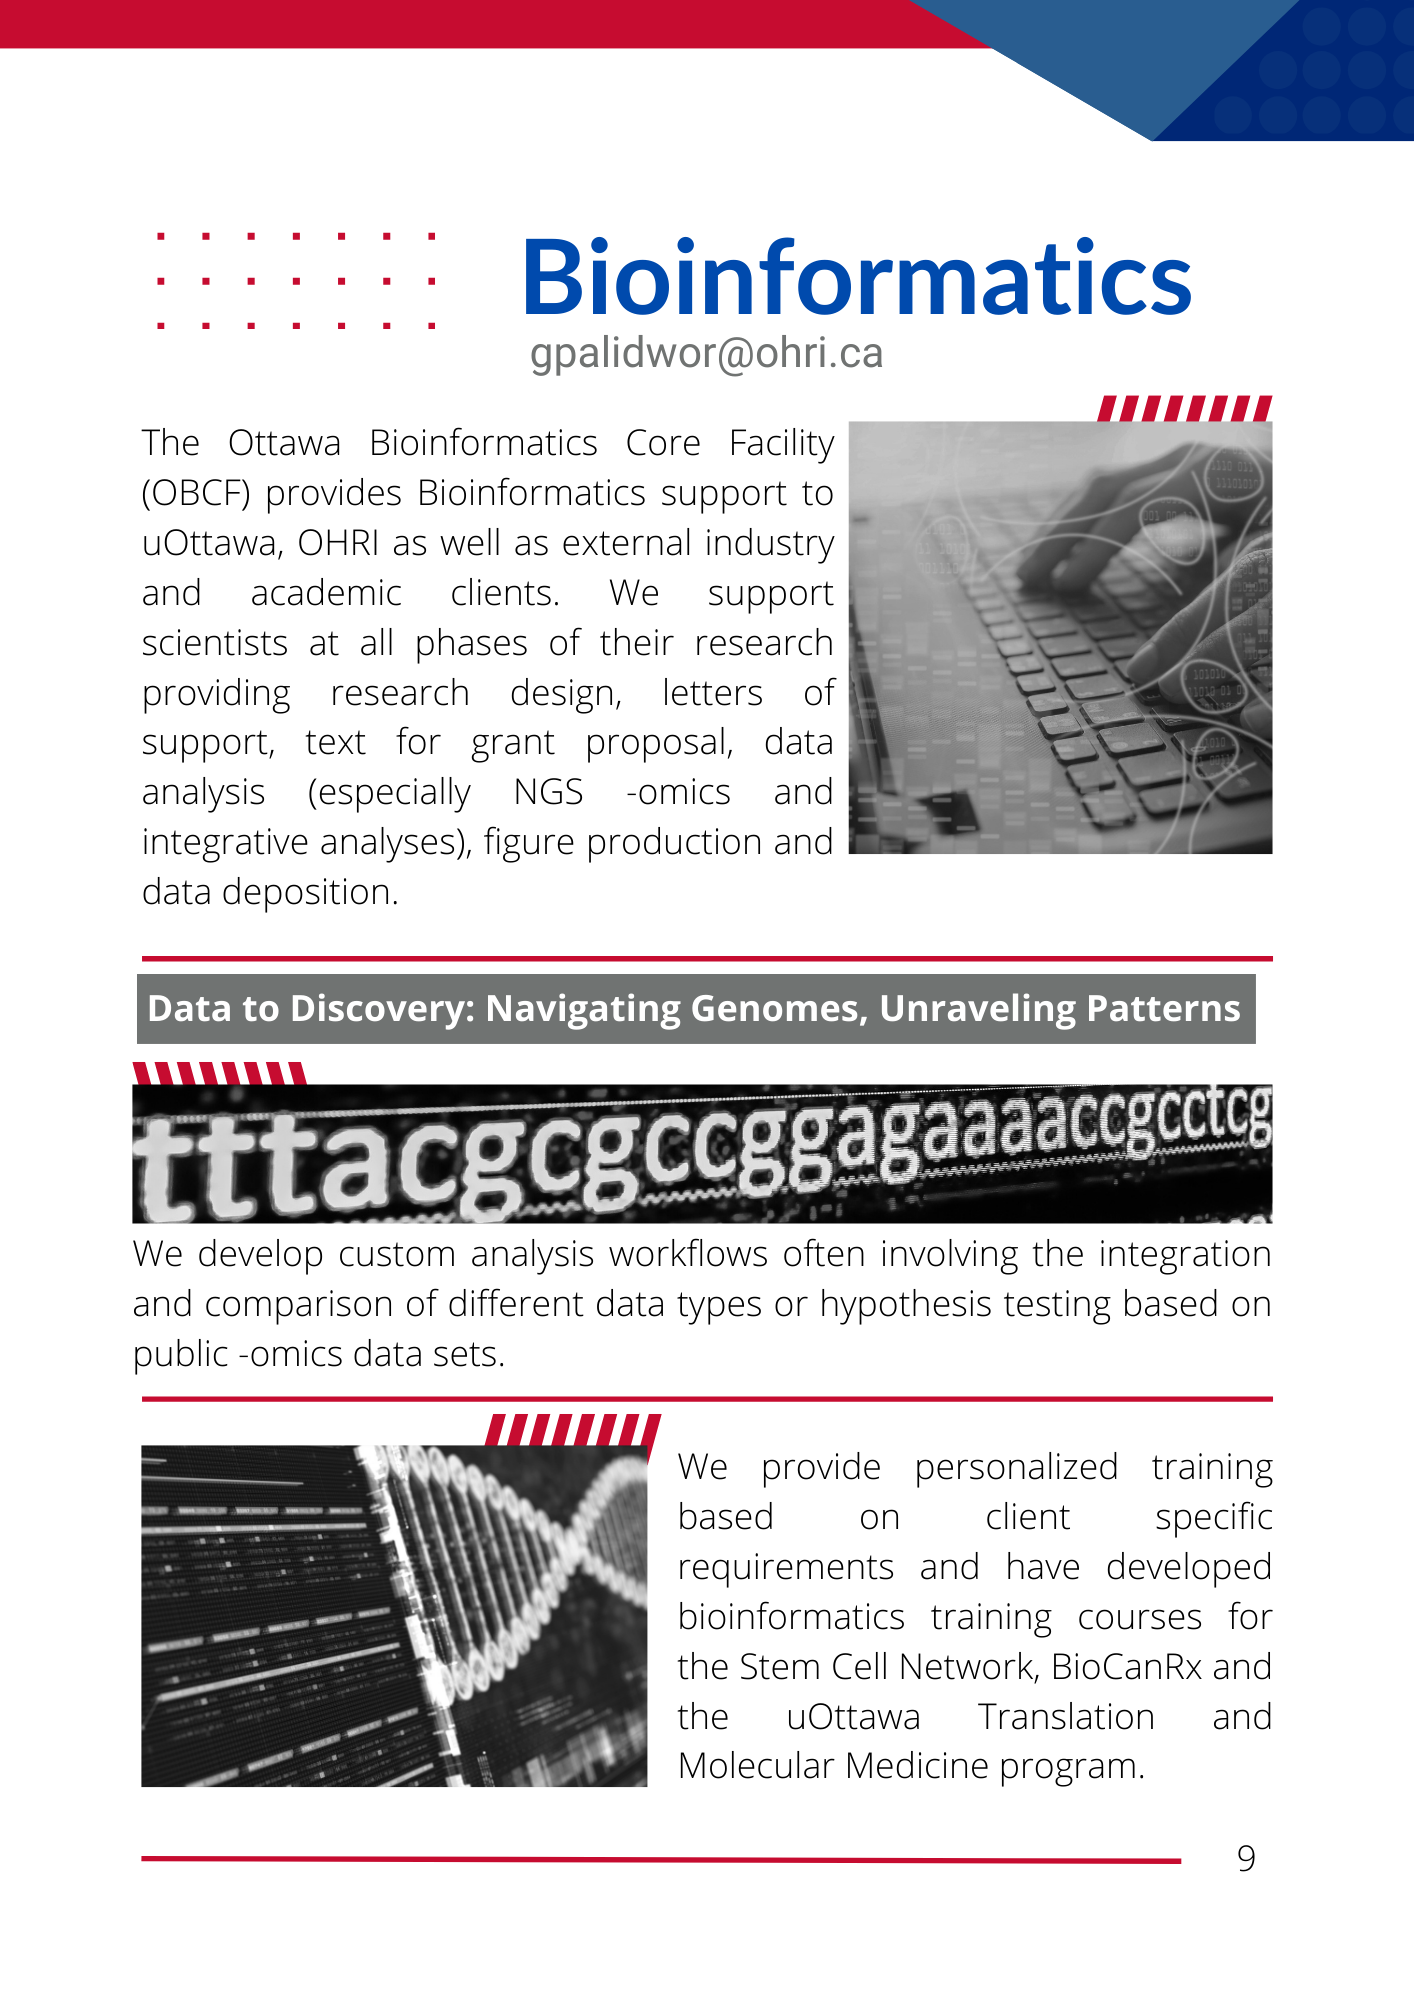 Bioinformatics
gpalidwor@ohri.ca
The Ottawa Bioinformatics Core Facility
(OBCF) provides Bioinformatics support to
uOttawa, OHRI as well as external industry
and academic clients. We support
scientists at all phases of their research
providing research design, letters of
support, text for grant proposal, data
analysis (especially NGS -omics and
integrative analyses), figure production and
data deposition.
Data to Discovery: Navigating Genomes, Unraveling Patterns
tttacgcgccggagaaaaccgcctcg
We develop custom analysis workflows often involving the integration
and comparison of different data types or hypothesis testing based on
public -omics data sets.
We provide personalized training
based on client specific
requirements and have developed
bioinformatics training courses for
the Stem Cell Network, BioCanRx and
the uOttawa Translation and
Molecular Medicine program.
9